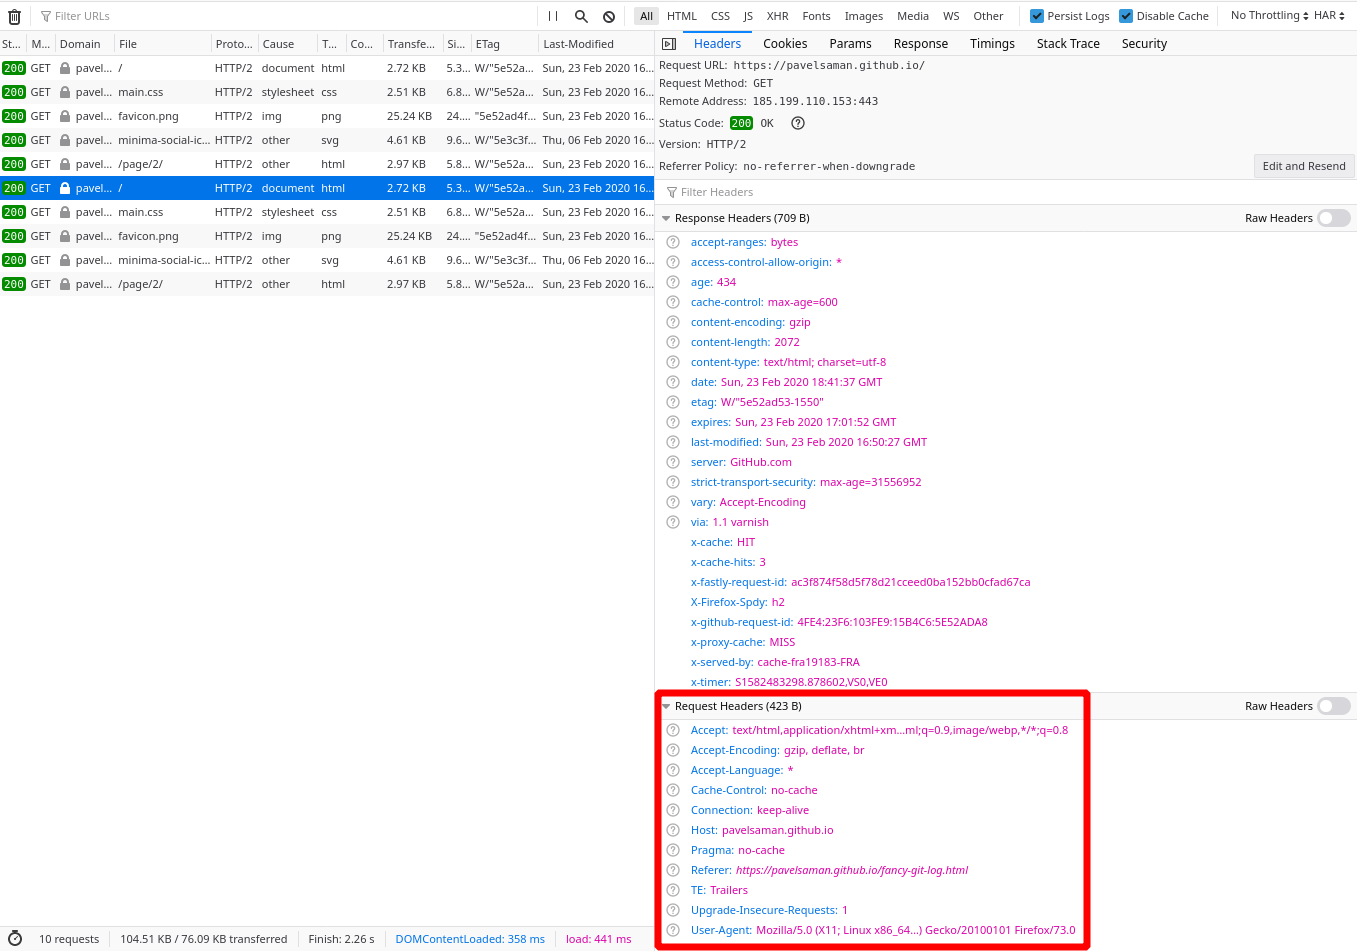 Filter URLs
All HTML CSS JS XHR Fonts Images Media WS Other Persist Logs Disable Cache No Throttling HAR
St... M... Domain File Proto... Cause T... Co... Transfe... Si... ETag Last-Modified
200 GET pavel... / HTTP/2 document html 2.72 KB 5.3... W/"5e52a... Sun, 23 Feb 2020 16...
200 GET pavel... main.css HTTP/2 stylesheet css 2.51 KB 6.8... W/"5e52a... Sun, 23 Feb 2020 16...
200 GET pavel... favicon.png HTTP/2 img png 25.24 KB 24.... "5e52ad4f... Sun, 23 Feb 2020 16...
200 GET pavel... minima-social-ic... HTTP/2 other svg 4.61 KB 9.6... W/"5e3c3f... Thu, 06 Feb 2020 16...
200 GET pavel... /page/2/ HTTP/2 other html 2.97 KB 5.8... W/"5e52a... Sun, 23 Feb 2020 16...
200 GET pavel... / HTTP/2 document html 2.72 KB 5.3... W/"5e52a... Sun, 23 Feb 2020 16...
200 GET pavel... main.css HTTP/2 stylesheet css 2.51 KB 6.8... W/"5e52a... Sun, 23 Feb 2020 16...
200 GET pavel... favicon.png HTTP/2 img png 25.24 KB 24.... "5e52ad4f... Sun, 23 Feb 2020 16...
200 GET pavel... minima-social-ic... HTTP/2 other svg 4.61 KB 9.6... W/"5e3c3f... Thu, 06 Feb 2020 16...
200 GET pavel... /page/2/ HTTP/2 other html 2.97 KB 5.8... W/"5e52a... Sun, 23 Feb 2020 16...
10 requests 104.51 KB / 76.09 KB transferred Finish: 2.26 s DOMContentLoaded: 358 ms load: 441 ms
Headers Cookies Params Response Timings Stack Trace Security
Request URL: https://pavelsaman.github.io/
Request Method: GET
Remote Address: 185.199.110.153:443
Status Code: 200 OK
Version: HTTP/2
Referrer Policy: no-referrer-when-downgrade Edit and Resend
Filter Headers
Response Headers (709 B) Raw Headers
accept-ranges: bytes
access-control-allow-origin: *
age: 434
cache-control: max-age=600
content-encoding: gzip
content-length: 2072
content-type: text/html; charset=utf-8
date: Sun, 23 Feb 2020 18:41:37 GMT
etag: W/"5e52ad53-1550"
expires: Sun, 23 Feb 2020 17:01:52 GMT
last-modified: Sun, 23 Feb 2020 16:50:27 GMT
server: GitHub.com
strict-transport-security: max-age=31556952
vary: Accept-Encoding
via: 1.1 varnish
x-cache: HIT
x-cache-hits: 3
x-fastly-request-id: ac3f874f58d5f78d21cceed0ba152bb0cfad67ca
X-Firefox-Spdy: h2
x-github-request-id: 4FE4:23F6:103FE9:15B4C6:5E52ADA8
x-proxy-cache: MISS
x-served-by: cache-fra19183-FRA
x-timer: S1582483298.878602,VS0,VE0
Request Headers (423 B) Raw Headers
Accept: text/html,application/xhtml+xm...ml;q=0.9,image/webp,*/*;q=0.8
Accept-Encoding: gzip, deflate, br
Accept-Language: *
Cache-Control: no-cache
Connection: keep-alive
Host: pavelsaman.github.io
Pragma: no-cache
Referer: https://pavelsaman.github.io/fancy-git-log.html
TE: Trailers
Upgrade-Insecure-Requests: 1
User-Agent: Mozilla/5.0 (X11; Linux x86_64...) Gecko/20100101 Firefox/73.0